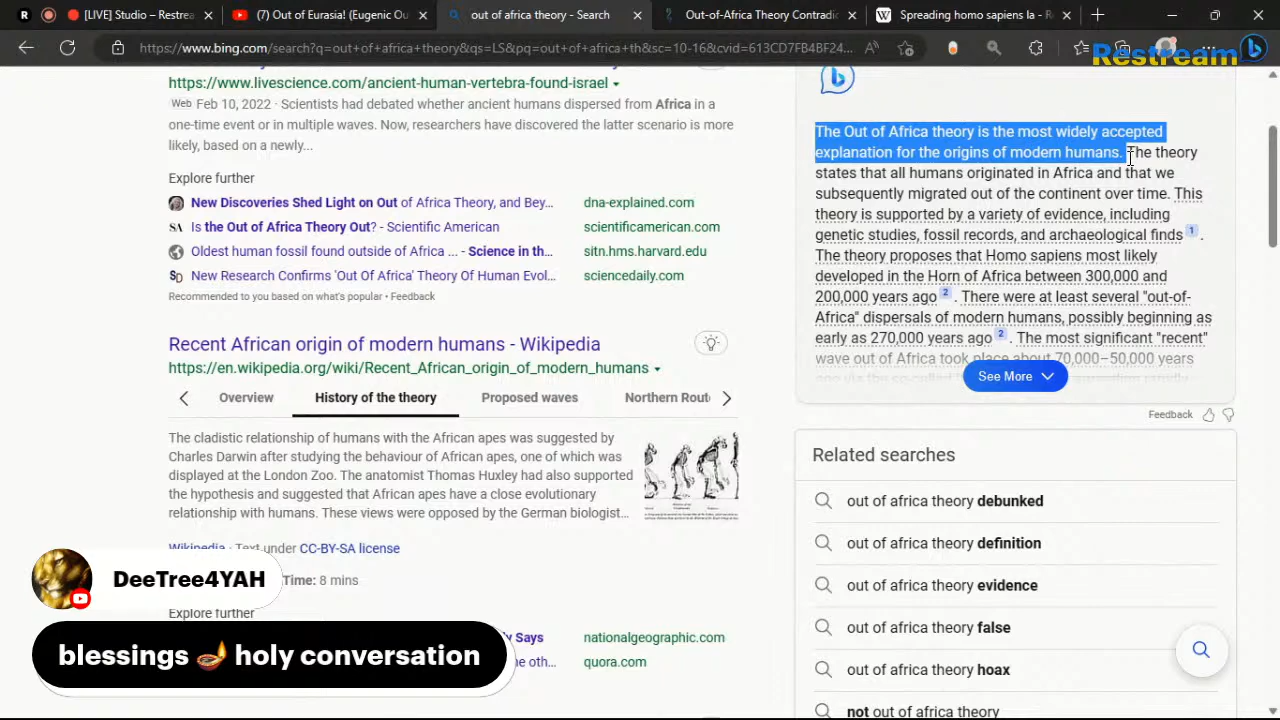 [LIVE] Studio – Restrea
(7) Out of Eurasia! (Eugenic Ou
out of africa theory - Search
Out-of-Africa Theory Contradic
Spreading homo sapiens la - R
https://www.bing.com/search?q=out+of+africa+theory&qs=LS&pq=out+of+africa+th&sc=10-16&cvid=613CD7FB4BF24...
Restream
https://www.livescience.com/ancient-human-vertebra-found-israel
Web Feb 10, 2022 · Scientists had debated whether ancient humans dispersed from Africa in a
one-time event or in multiple waves. Now, researchers have discovered the latter scenario is more
likely, based on a newly...
Explore further
New Discoveries Shed Light on Out of Africa Theory, and Bey... dna-explained.com
Is the Out of Africa Theory Out? - Scientific American scientificamerican.com
Oldest human fossil found outside of Africa ... - Science in th... sitn.hms.harvard.edu
New Research Confirms 'Out Of Africa' Theory Of Human Evol... sciencedaily.com
Recommended to you based on what's popular • Feedback
Recent African origin of modern humans - Wikipedia
https://en.wikipedia.org/wiki/Recent_African_origin_of_modern_humans
Overview History of the theory Proposed waves Northern Rout
The cladistic relationship of humans with the African apes was suggested by
Charles Darwin after studying the behaviour of African apes, one of which was
displayed at the London Zoo. The anatomist Thomas Huxley had also supported
the hypothesis and suggested that African apes have a close evolutionary
relationship with humans. These views were opposed by the German biologist...
Wikipedia · Text under CC-BY-SA license
Time: 8 mins
Explore further
y Says nationalgeographic.com
he oth... quora.com
The Out of Africa theory is the most widely accepted
explanation for the origins of modern humans. The theory
states that all humans originated in Africa and that we
subsequently migrated out of the continent over time. This
theory is supported by a variety of evidence, including
genetic studies, fossil records, and archaeological finds 1 .
The theory proposes that Homo sapiens most likely
developed in the Horn of Africa between 300,000 and
200,000 years ago 2 . There were at least several "out-of-
Africa" dispersals of modern humans, possibly beginning as
early as 270,000 years ago 2 . The most significant "recent"
wave out of Africa took place about 70,000–50,000 years
See More
Feedback
Related searches
out of africa theory debunked
out of africa theory definition
out of africa theory evidence
out of africa theory false
out of africa theory hoax
not out of africa theory
DeeTree4YAH
blessings 🪔 holy conversation